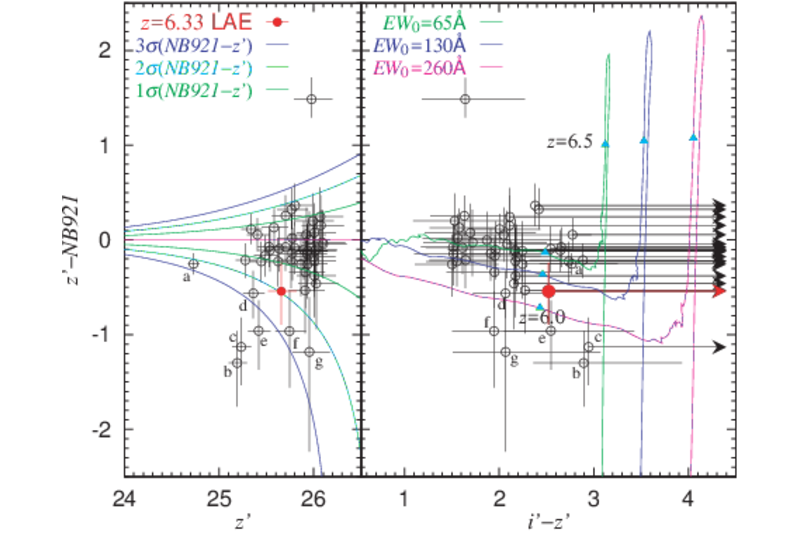 z=6.33 LAE
3σ(NB921−z’)
2σ(NB921−z’)
1σ(NB921−z’)
EW0=65Å
EW0=130Å
EW0=260Å
z=6.5
z=6.0
z’−NB921
2
1
0
-1
-2
a
d
c
b
e
f
g
a
d
f
e
c
g
b
24
25
26
1
2
3
4
z’
i’−z’